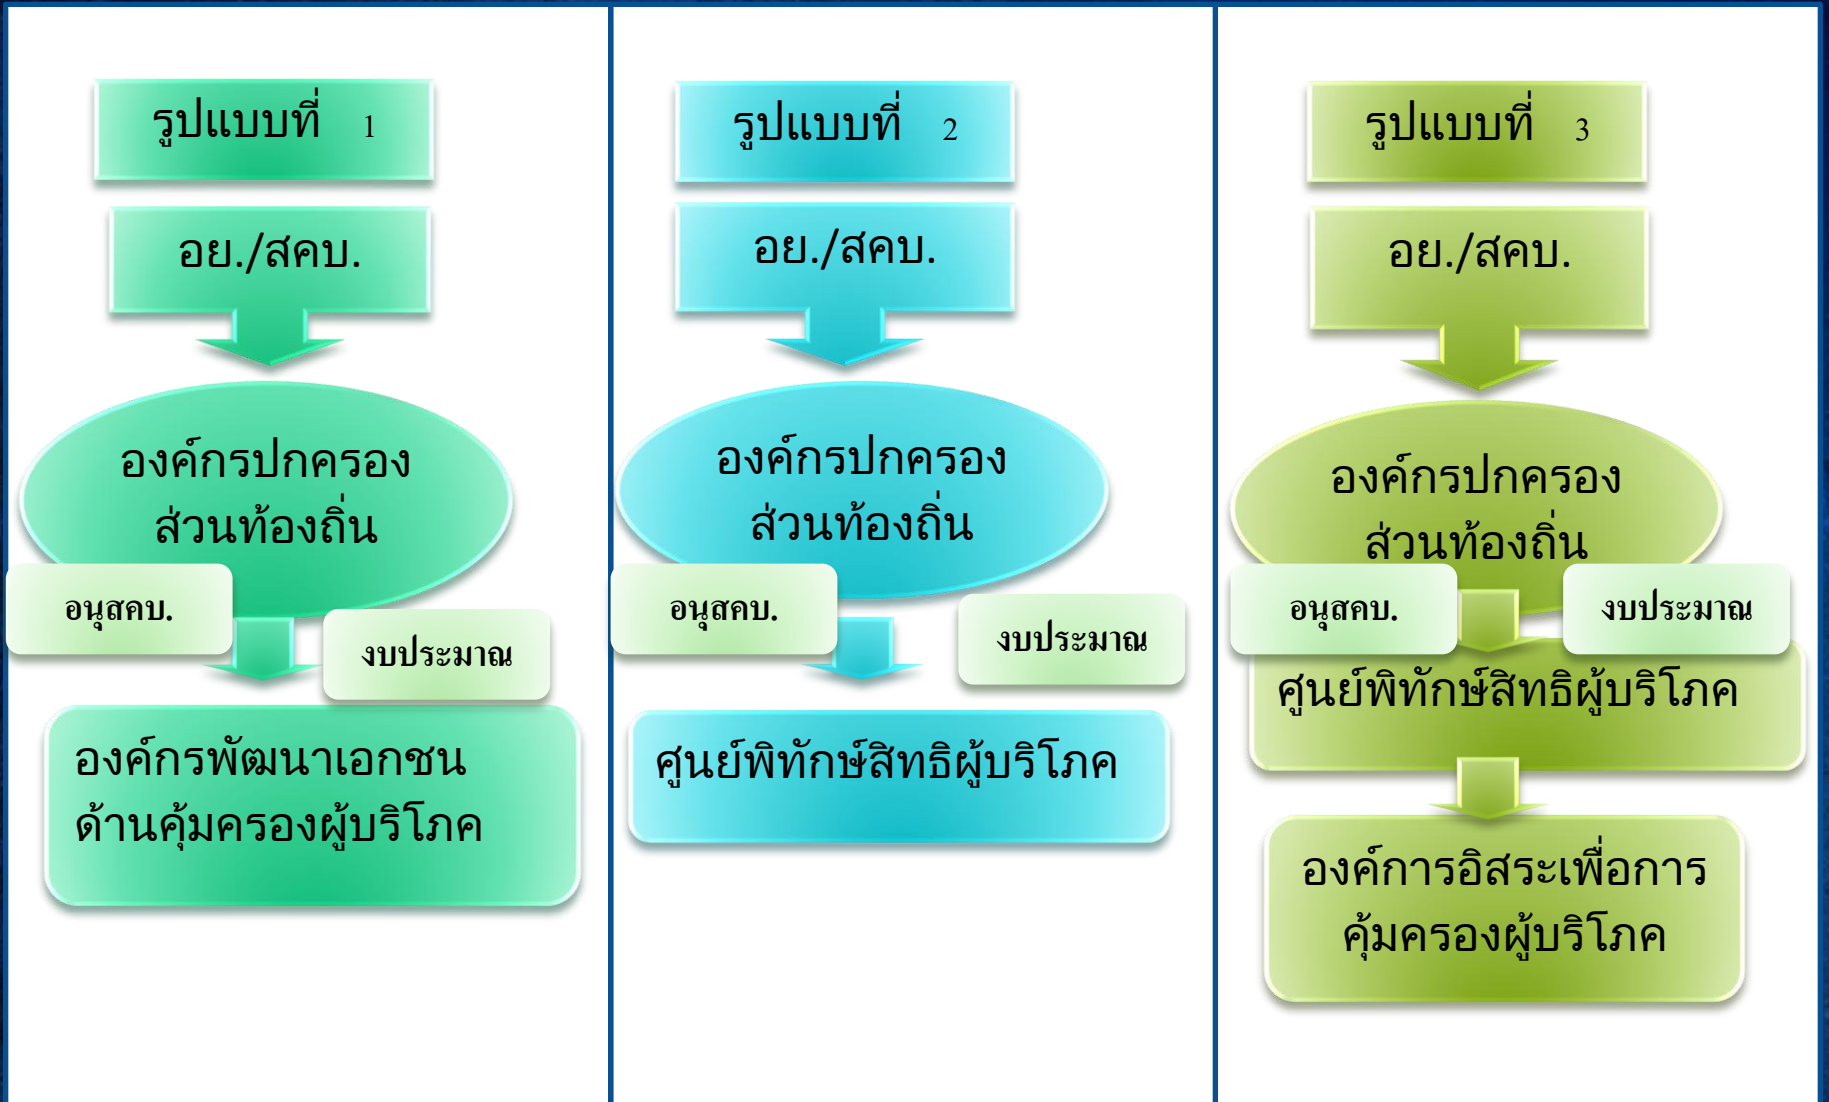 รูปแบบที่ 1
อย./สคบ.
องค์กรปกครอง
ส่วนท้องถิ่น
อนุสคบ.
งบประมาณ
องค์กรพัฒนาเอกชน
ด้านคุ้มครองผู้บริโภค
รูปแบบที่ 2
อย./สคบ.
องค์กรปกครอง
ส่วนท้องถิ่น
อนุสคบ.
งบประมาณ
ศูนย์พิทักษ์สิทธิผู้บริโภค
รูปแบบที่ 3
อย./สคบ.
องค์กรปกครอง
ส่วนท้องถิ่น
อนุสคบ.
งบประมาณ
ศูนย์พิทักษ์สิทธิผู้บริโภค
องค์การอิสระเพื่อการ
คุ้มครองผู้บริโภค